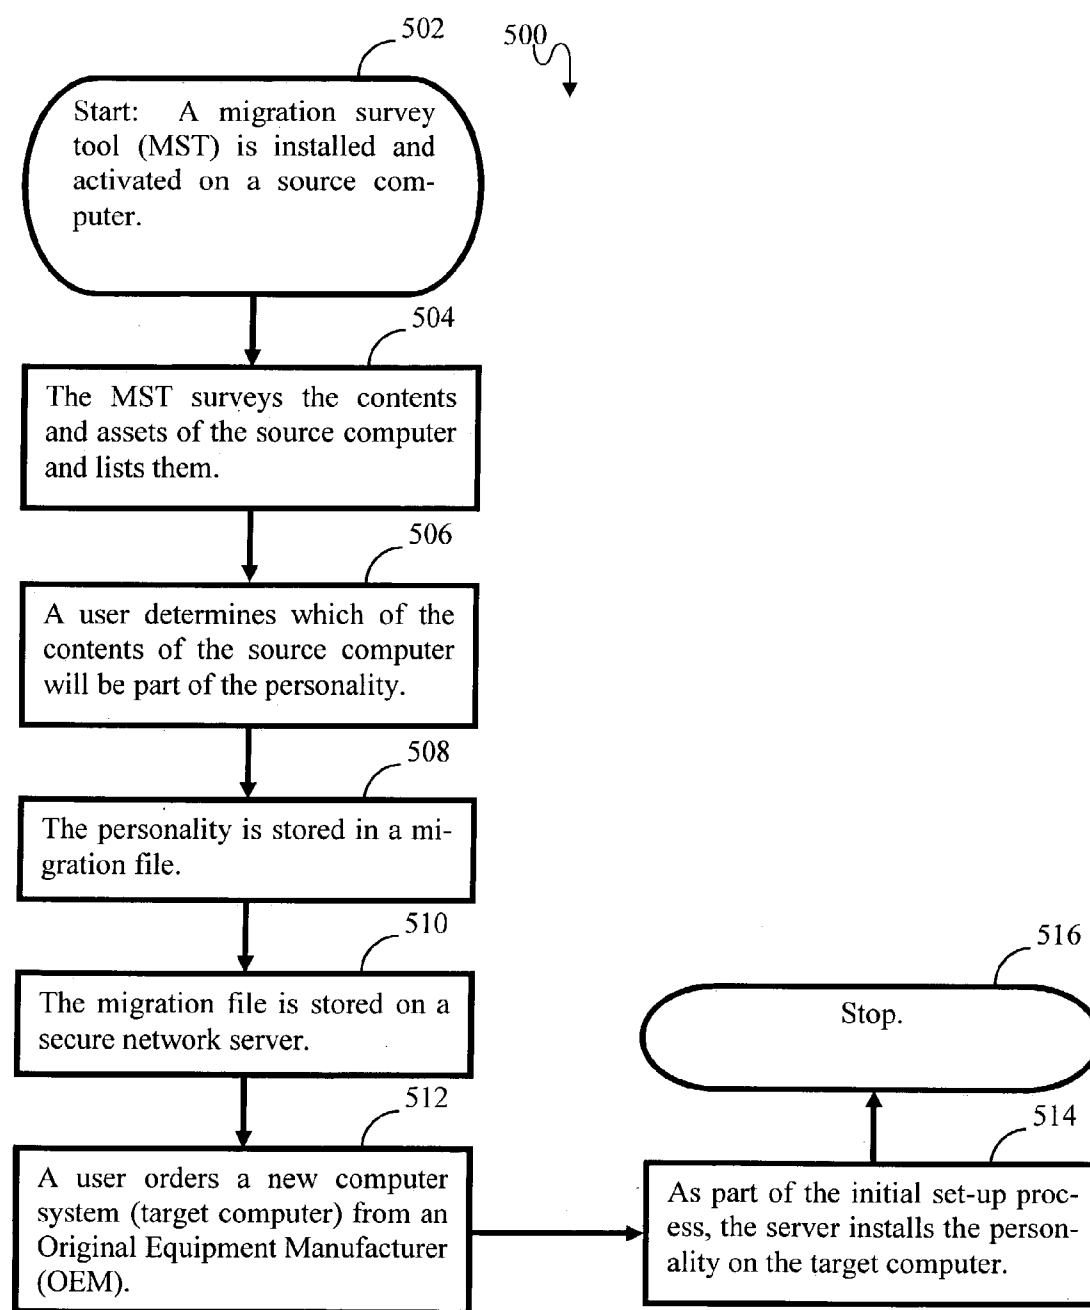 502
500
Start: A migration survey
tool (MST) is installed and
activated on a source com-
puter.
504
The MST surveys the contents
and assets of the source computer
and lists them.
506
A user determines which of the
contents of the source computer
will be part of the personality.
508
The personality is stored in a mi-
gration file.
510
The migration file is stored on a
secure network server.
512
A user orders a new computer
system (target computer) from an
Original Equipment Manufacturer
(OEM).
514
As part of the initial set-up proc-
ess, the server installs the person-
ality on the target computer.
516
Stop.